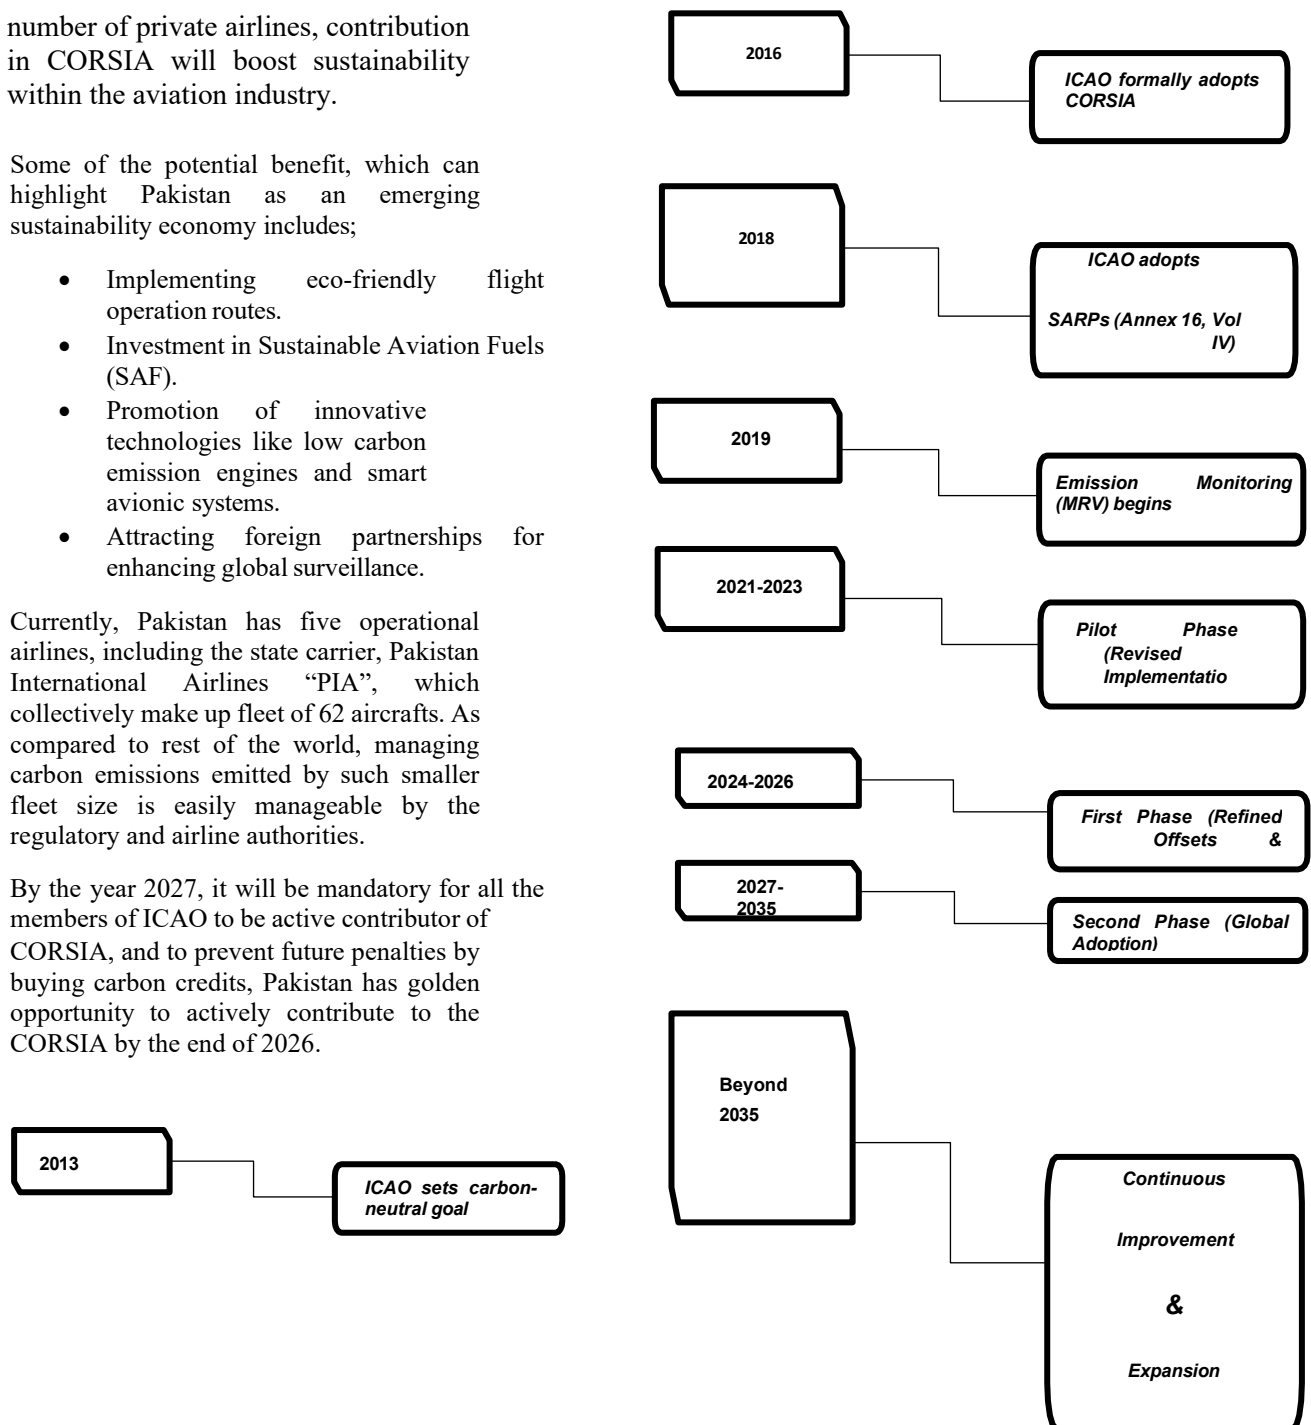 number of private airlines, contribution
in CORSIA will boost sustainability
within the aviation industry.
Some of the potential benefit, which can
highlight Pakistan as an emerging
sustainability economy includes;
• Implementing eco-friendly flight
operation routes.
• Investment in Sustainable Aviation Fuels
(SAF).
• Promotion of innovative
technologies like low carbon
emission engines and smart
avionic systems.
• Attracting foreign partnerships for
enhancing global surveillance.
Currently, Pakistan has five operational
airlines, including the state carrier, Pakistan
International Airlines “PIA”, which
collectively make up fleet of 62 aircrafts. As
compared to rest of the world, managing
carbon emissions emitted by such smaller
fleet size is easily manageable by the
regulatory and airline authorities.
By the year 2027, it will be mandatory for all the
members of ICAO to be active contributor of
CORSIA, and to prevent future penalties by
buying carbon credits, Pakistan has golden
opportunity to actively contribute to the
CORSIA by the end of 2026.
2013
ICAO sets carbon-
neutral goal
2016
ICAO formally adopts
CORSIA
2018
ICAO adopts
SARPs (Annex 16, Vol
IV)
2019
Emission Monitoring
(MRV) begins
2021-2023
Pilot Phase
(Revised
Implementatio
2024-2026
First Phase (Refined
Offsets &
2027-
2035
Second Phase (Global
Adoption)
Beyond
2035
Continuous
Improvement
&
Expansion